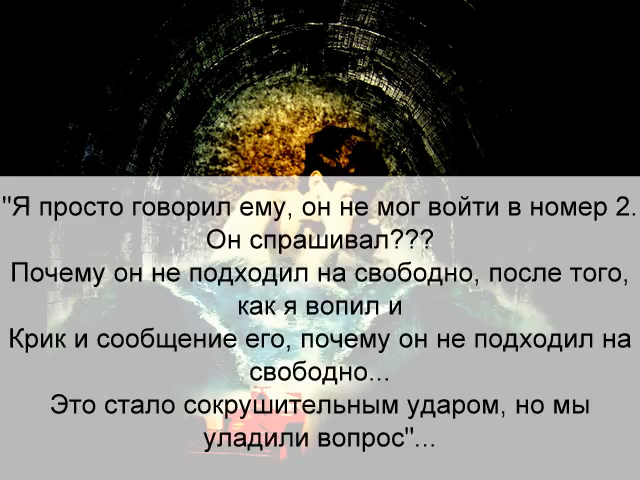 "Я просто говорил ему, он не мог войти в номер 2.
Он спрашивал???
Почему он не подходил на свободно, после того,
как я вопил и
Крик и сообщение его, почему он не подходил на
свободно...
Это стало сокрушительным ударом, но мы
уладили вопрос"...